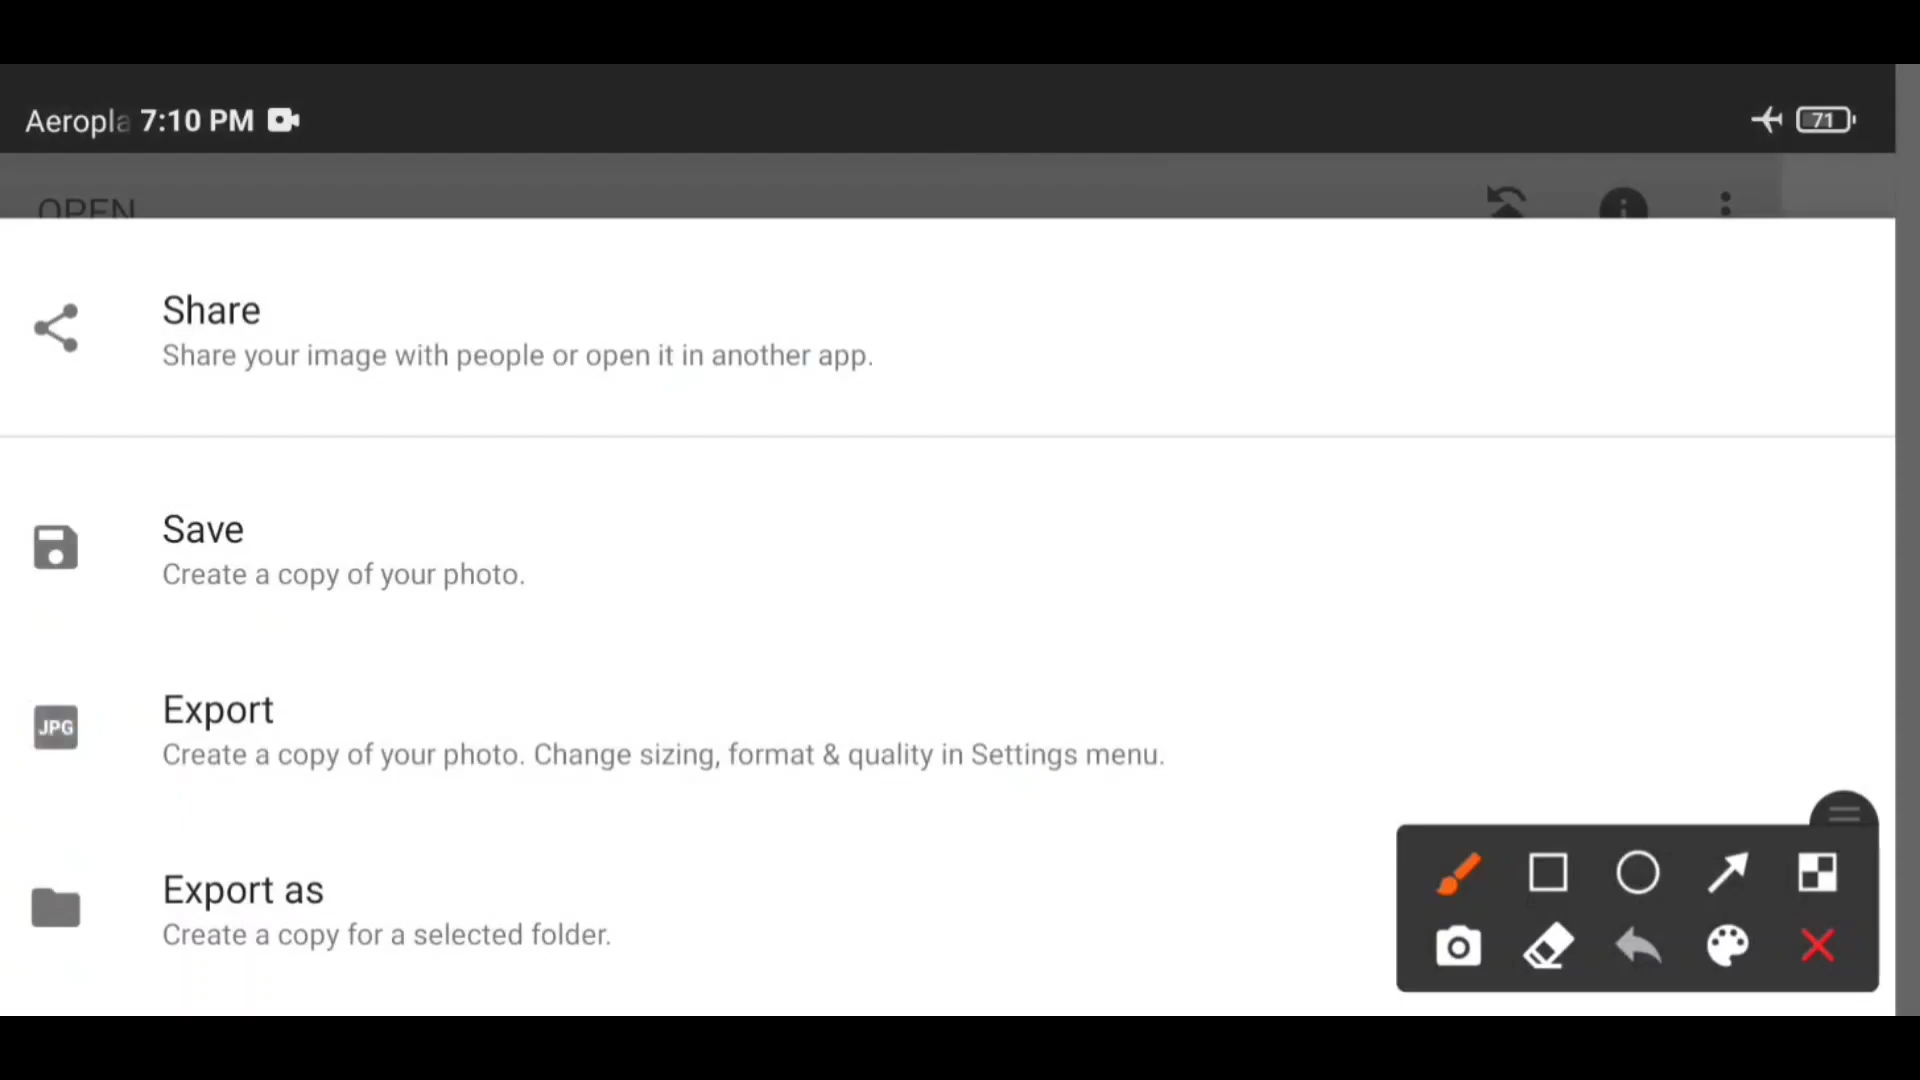 Aeropla 7:10 PM 71
OPEN
Share
Share your image with people or open it in another app.
Save
Create a copy of your photo.
JPG
Export
Create a copy of your photo. Change sizing, format & quality in Settings menu.
Export as
Create a copy for a selected folder.